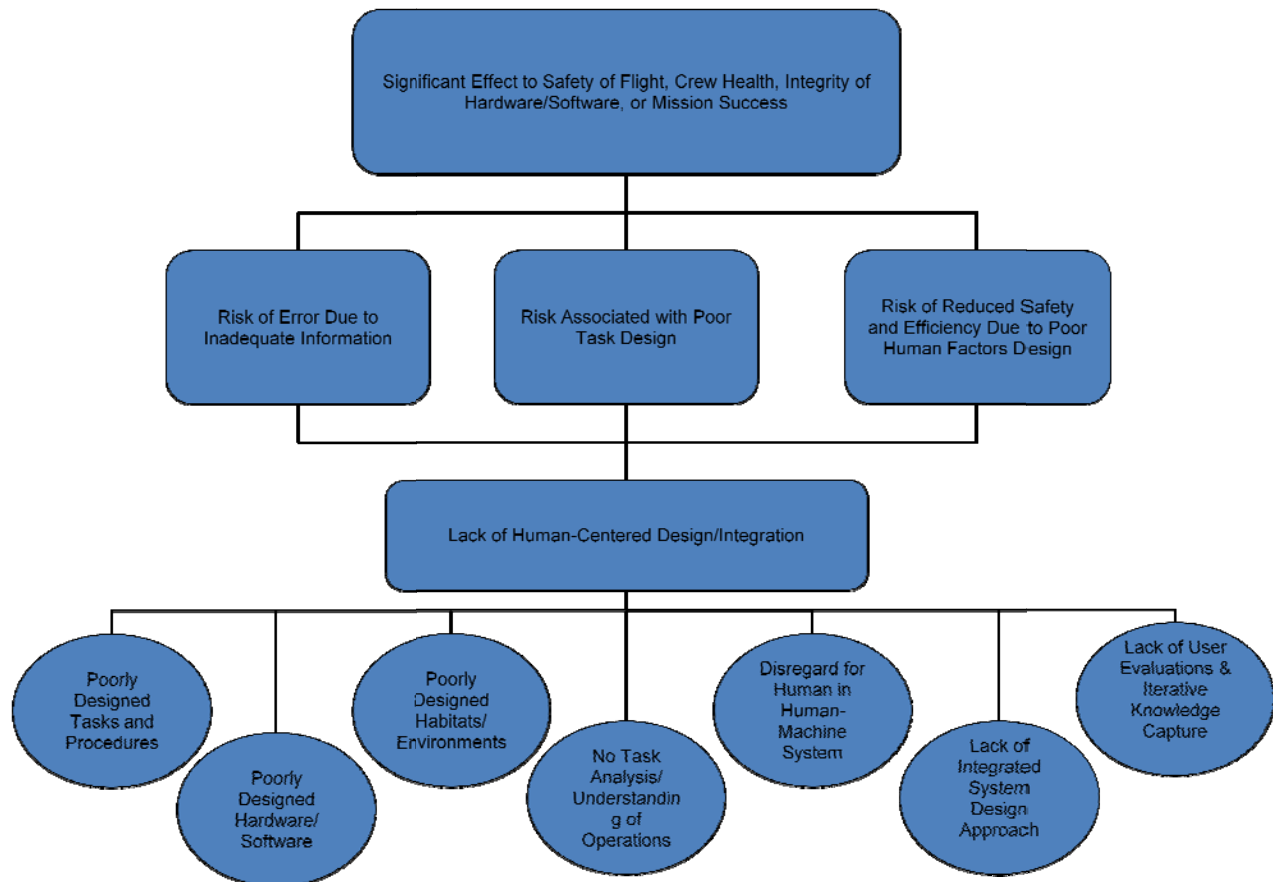 Significant Effect to Safety of Flight, Crew Health, Integrity of
Hardware/Software, or Mission Success
Risk of Error Due to
Inadequate Information
Risk Associated with Poor
Task Design
Risk of Reduced Safety
and Efficiency Due to Poor
Human Factors Design
Lack of Human-Centered Design/Integration
Poorly
Designed
Tasks and
Procedures
Poorly
Designed
Hardware/
Software
Poorly
Designed
Habitats/
Environments
No Task
Analysis/
Understandin
g of
Operations
Disregard for
Human in
Human-
Machine
System
Lack of
Integrated
System
Design
Approach
Lack of User
Evaluations &
Iterative
Knowledge
Capture